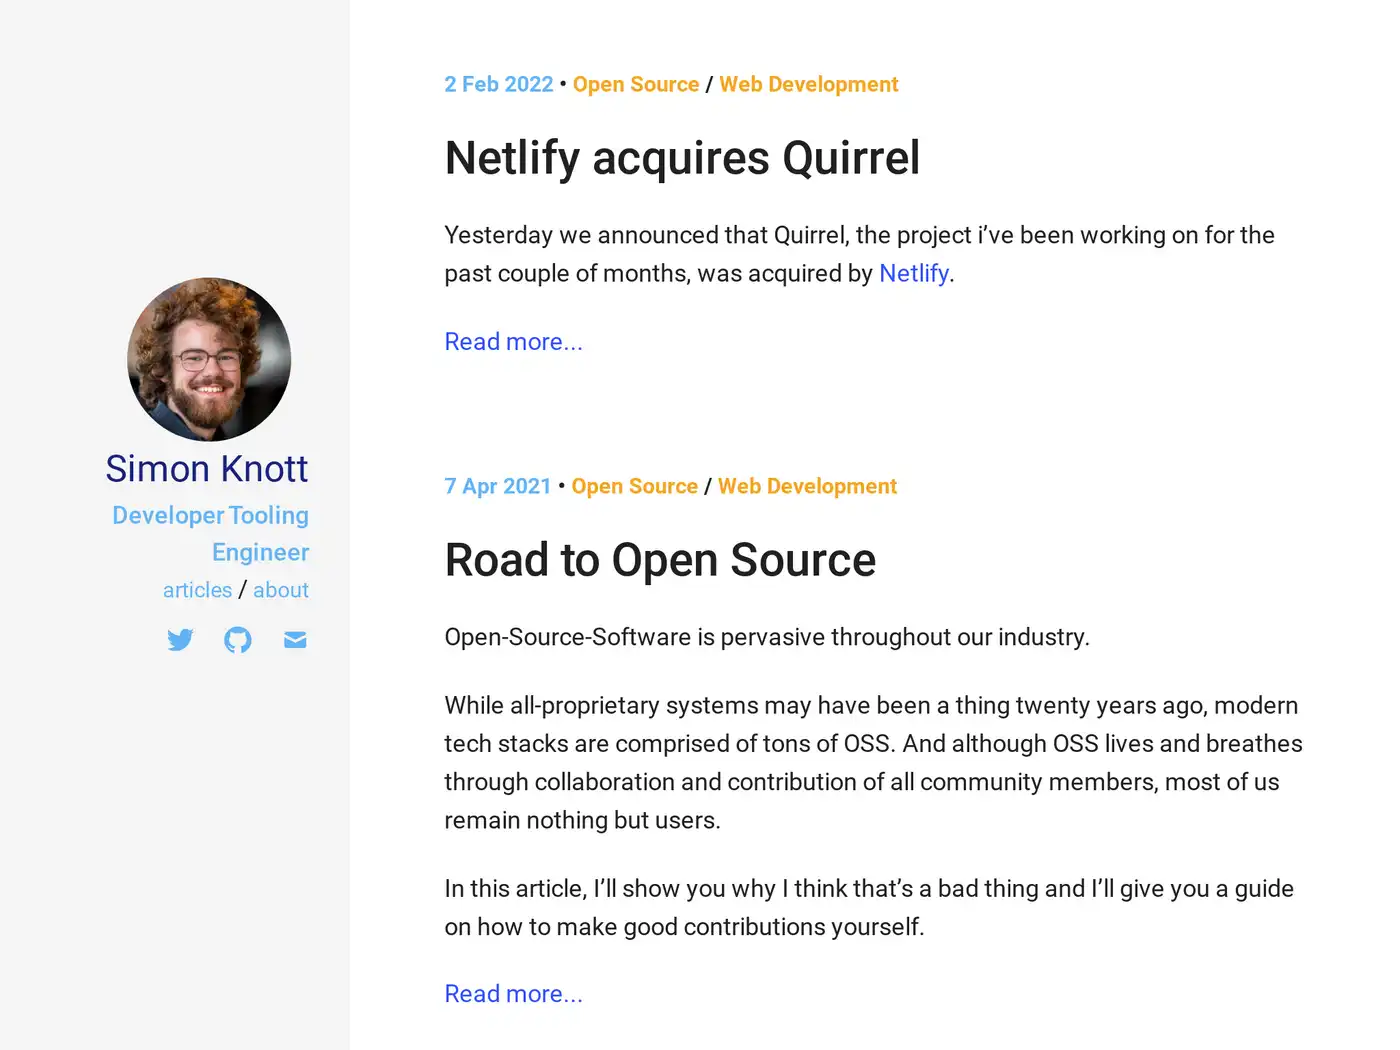 Simon Knott
Developer Tooling
Engineer
articles / about
2 Feb 2022 • Open Source / Web Development
Netlify acquires Quirrel
Yesterday we announced that Quirrel, the project i’ve been working on for the
past couple of months, was acquired by Netlify.
Read more...
7 Apr 2021 • Open Source / Web Development
Road to Open Source
Open-Source-Software is pervasive throughout our industry.
While all-proprietary systems may have been a thing twenty years ago, modern
tech stacks are comprised of tons of OSS. And although OSS lives and breathes
through collaboration and contribution of all community members, most of us
remain nothing but users.
In this article, I’ll show you why I think that’s a bad thing and I’ll give you a guide
on how to make good contributions yourself.
Read more...